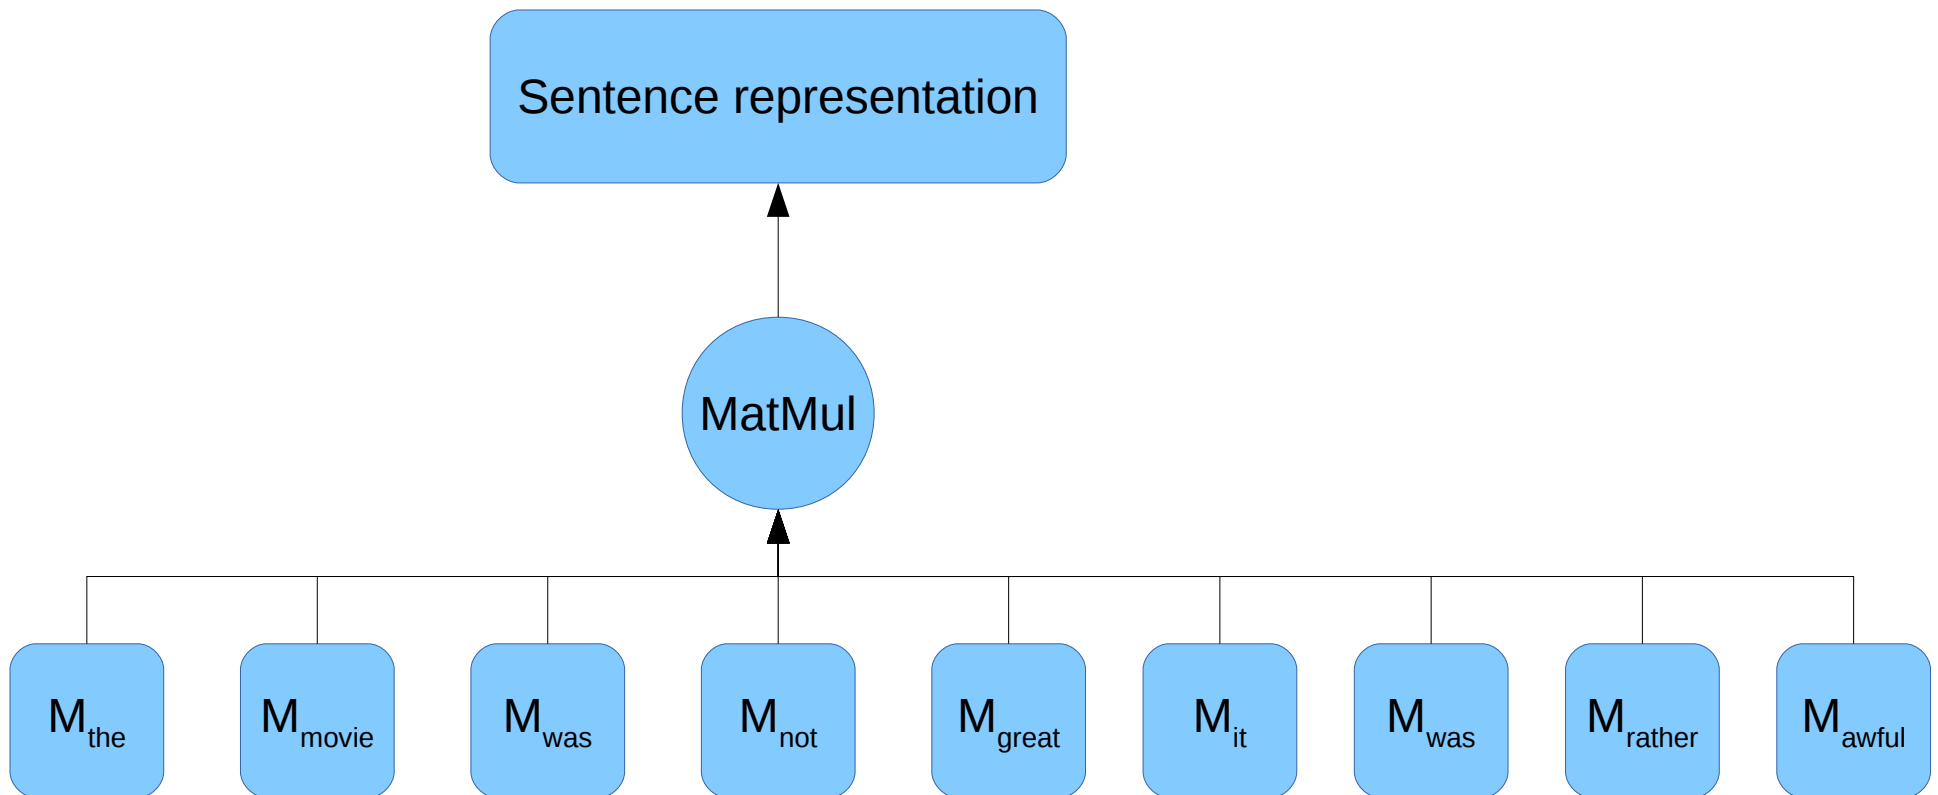 Sentence representation
MatMul
Mthe Mmovie Mwas Mnot Mgreat Mit Mwas Mrather Mawful